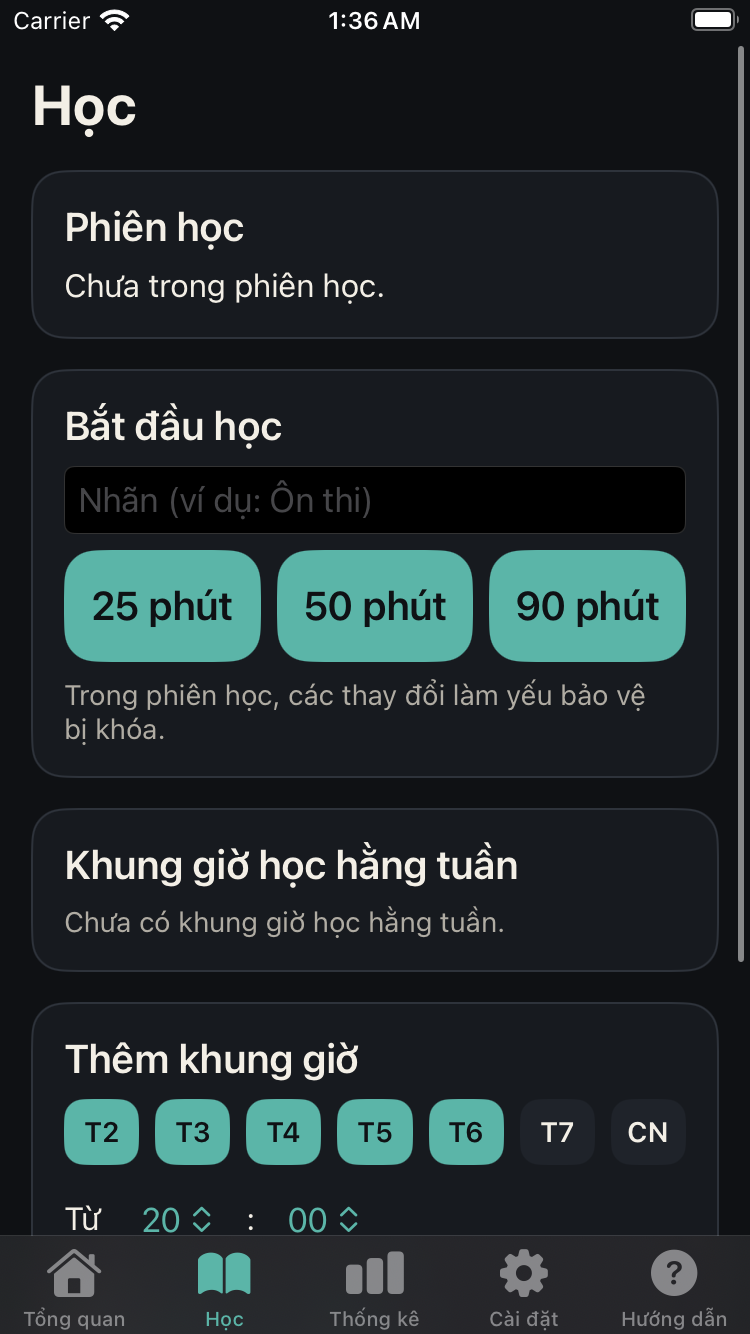 Carrier 1:36 AM
Học
Phiên học
Chưa trong phiên học.
Bắt đầu học
Nhãn (ví dụ: Ôn thi)
25 phút 50 phút 90 phút
Trong phiên học, các thay đổi làm yếu bảo vệ
bị khóa.
Khung giờ học hằng tuần
Chưa có khung giờ học hằng tuần.
Thêm khung giờ
T2 T3 T4 T5 T6 T7 CN
Từ 20 : 00
Tổng quan Học Thống kê Cài đặt Hướng dẫn